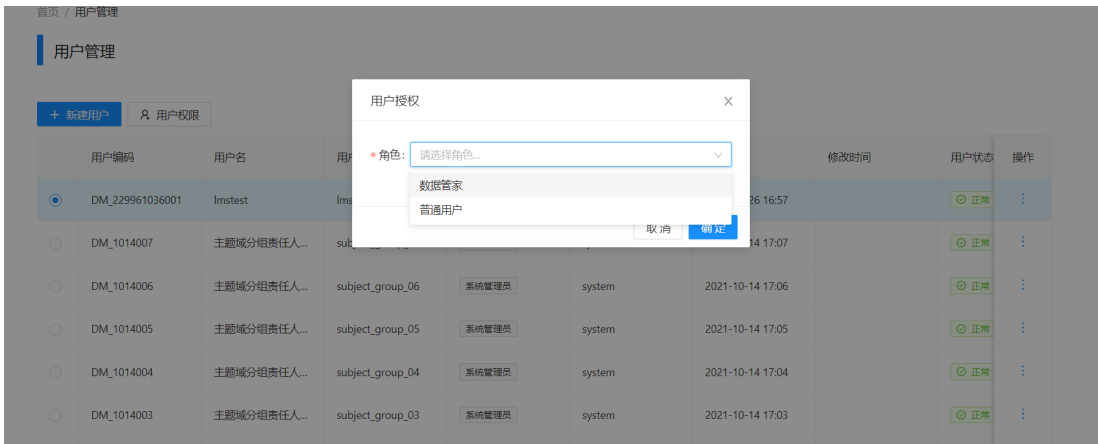 首页 / 用户管理
用户管理
+ 新建用户
用户权限
用户授权
* 角色:
请选择角色...
数据管家
普通用户
取消
确定
用户编码 用户名 修改时间 用户状态 操作
DM_229961036001 lmstest 26 16:57 正常
DM_1014007 主题域分组责任人... 14 17:07 正常
DM_1014006 主题域分组责任人... subject_group_06 系统管理员 system 2021-10-14 17:06 正常
DM_1014005 主题域分组责任人... subject_group_05 系统管理员 system 2021-10-14 17:05 正常
DM_1014004 主题域分组责任人... subject_group_04 系统管理员 system 2021-10-14 17:04 正常
DM_1014003 主题域分组责任人... subject_group_03 系统管理员 system 2021-10-14 17:03 正常